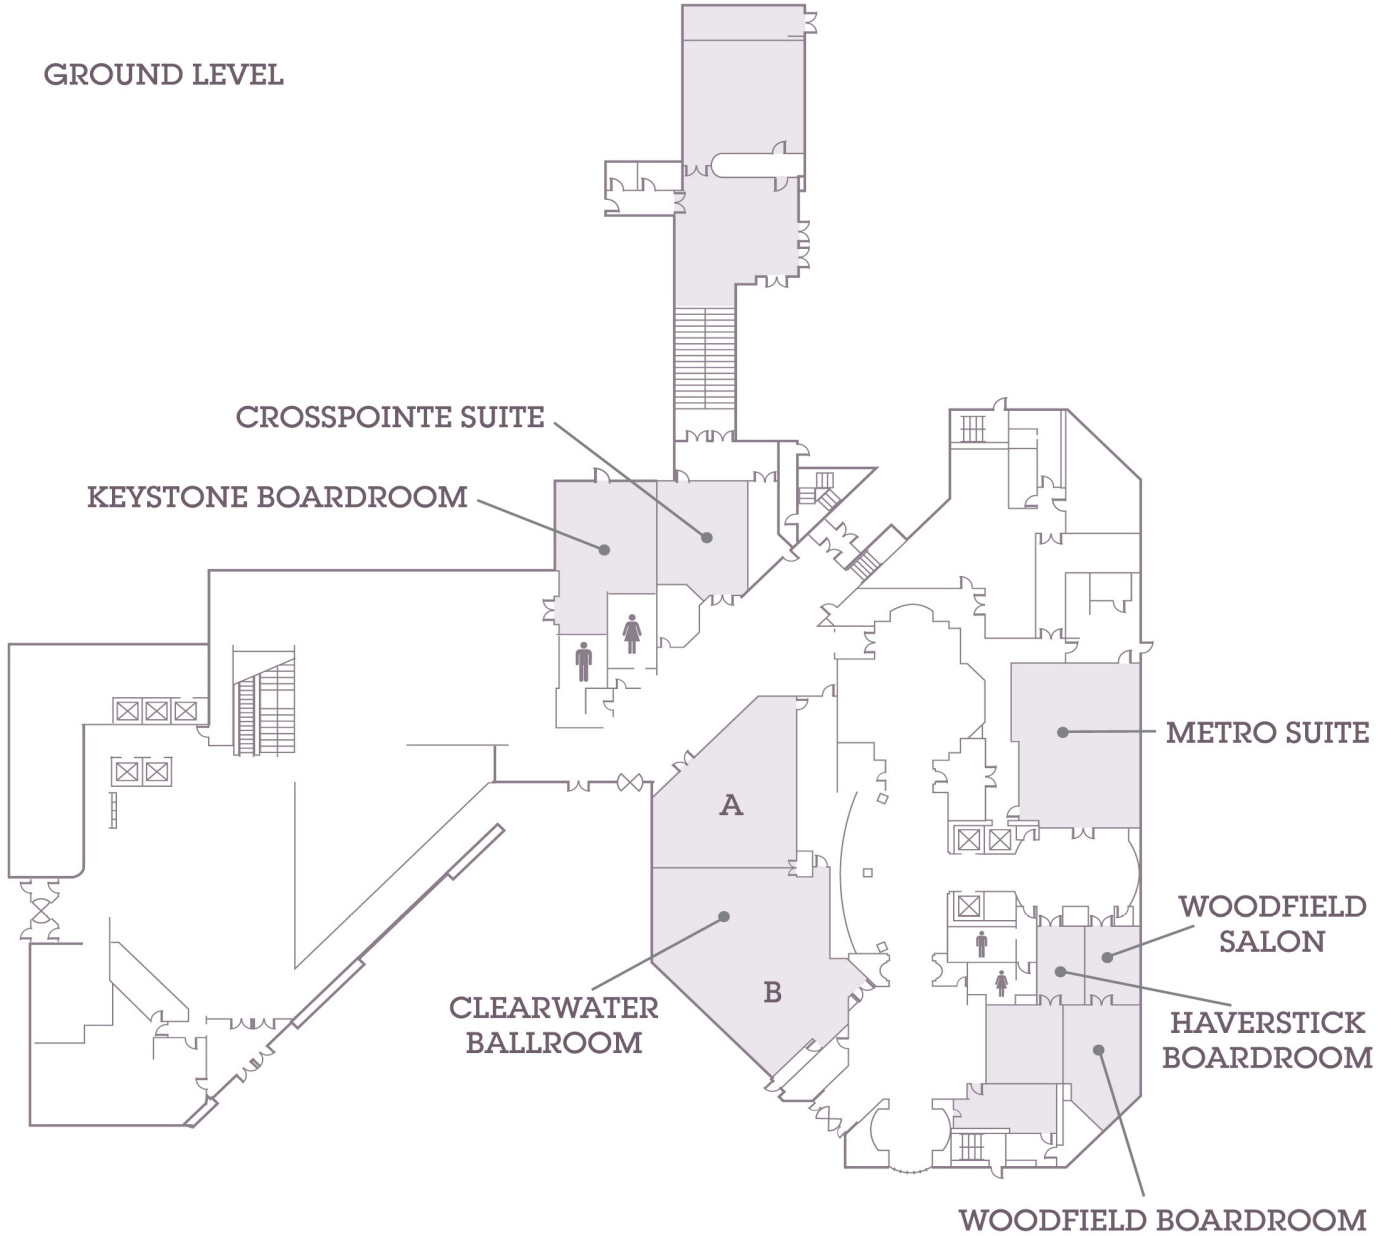 GROUND LEVEL
CROSSPOINTE SUITE
KEYSTONE BOARDROOM
METRO SUITE
A
WOODFIELD
SALON
B
CLEARWATER
BALLROOM
HAVERSTICK
BOARDROOM
WOODFIELD BOARDROOM